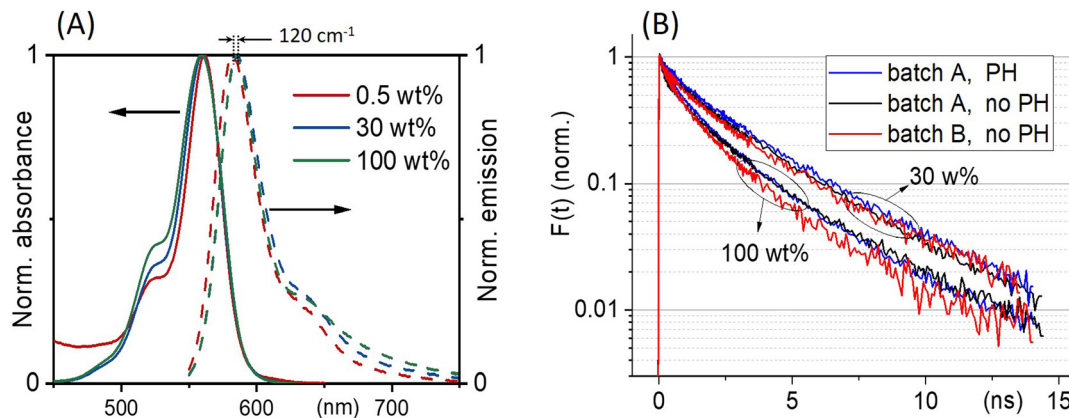 (A)
120 cm⁻¹
1
1
0.5 wt%
30 wt%
100 wt%
Norm. absorbance
Norm. emission
0
0
500
600
(nm)
700
(B)
1
batch A, PH
batch A, no PH
batch B, no PH
F(t) (norm.)
0.1
30 w%
100 wt%
0.01
0
5
10
(ns)
15